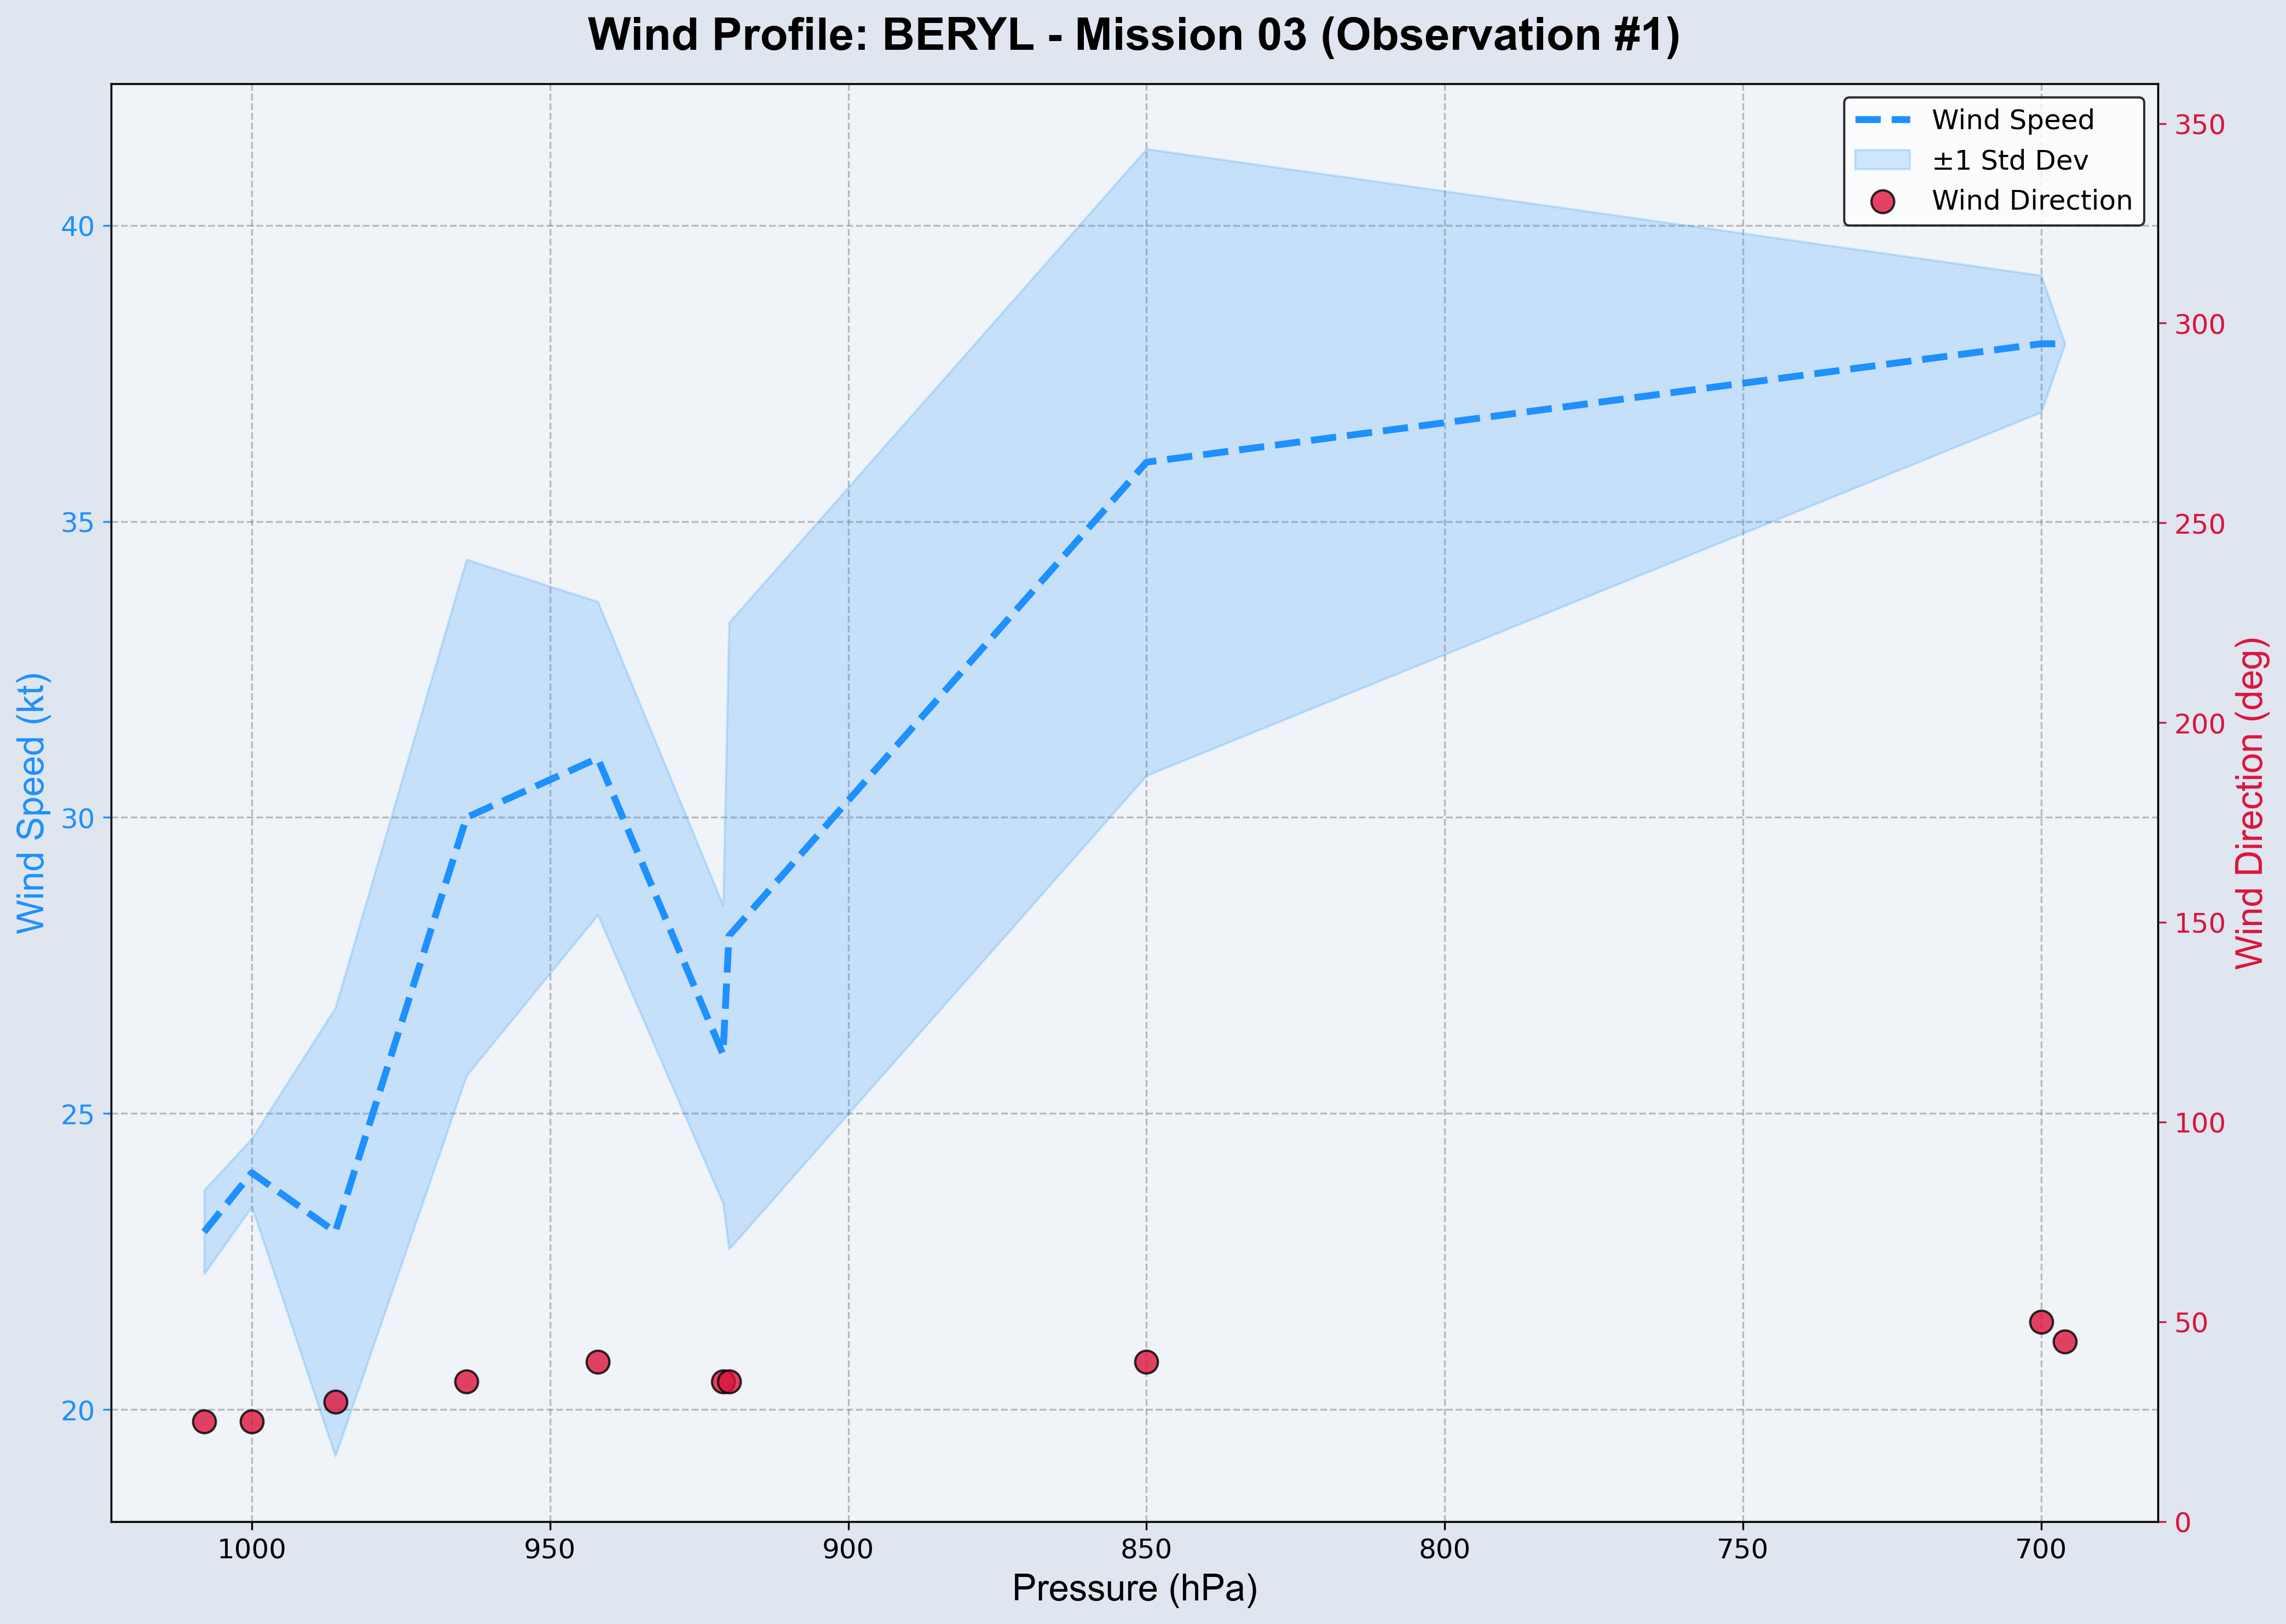 Wind Profile: BERYL - Mission 03 (Observation #1)
Wind Speed
±1 Std Dev
Wind Direction
Wind Speed (kt)
40
35
30
25
20
350
300
250
200
150
100
50
0
Wind Direction (deg)
1000 950 900 850 800 750 700
Pressure (hPa)